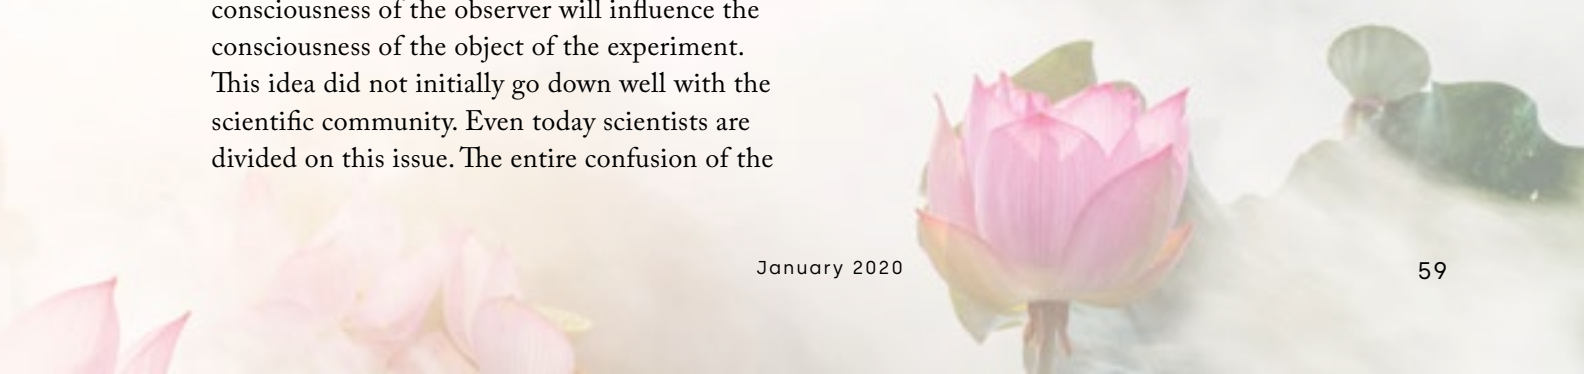 consciousness of the observer will influence the
consciousness of the object of the experiment.
This idea did not initially go down well with the
scientific community. Even today scientists are
divided on this issue. The entire confusion of the
January 2020
59